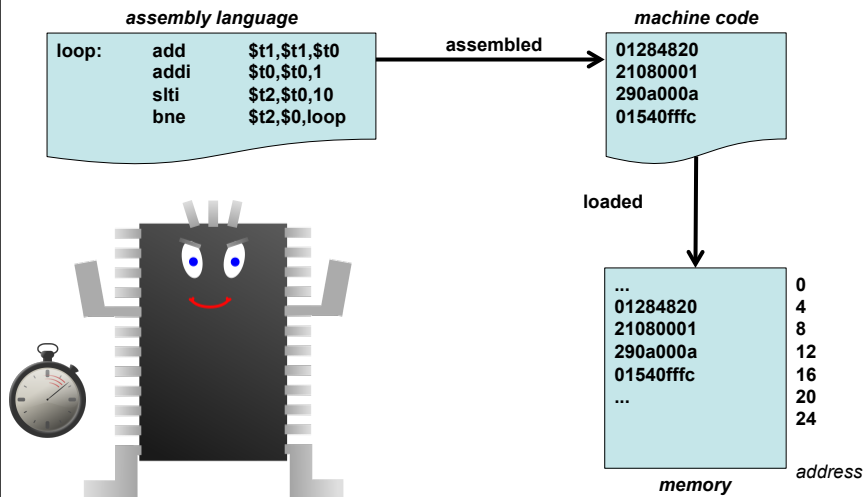 assembly language
loop: add $t1,$t1,$t0
addi $t0,$t0,1
slti $t2,$t0,10
bne $t2,$0,loop
assembled
machine code
01284820
21080001
290a000a
01540fffc
loaded
... 0
01284820 4
21080001 8
290a000a 12
01540fffc 16
... 20
24
address
memory